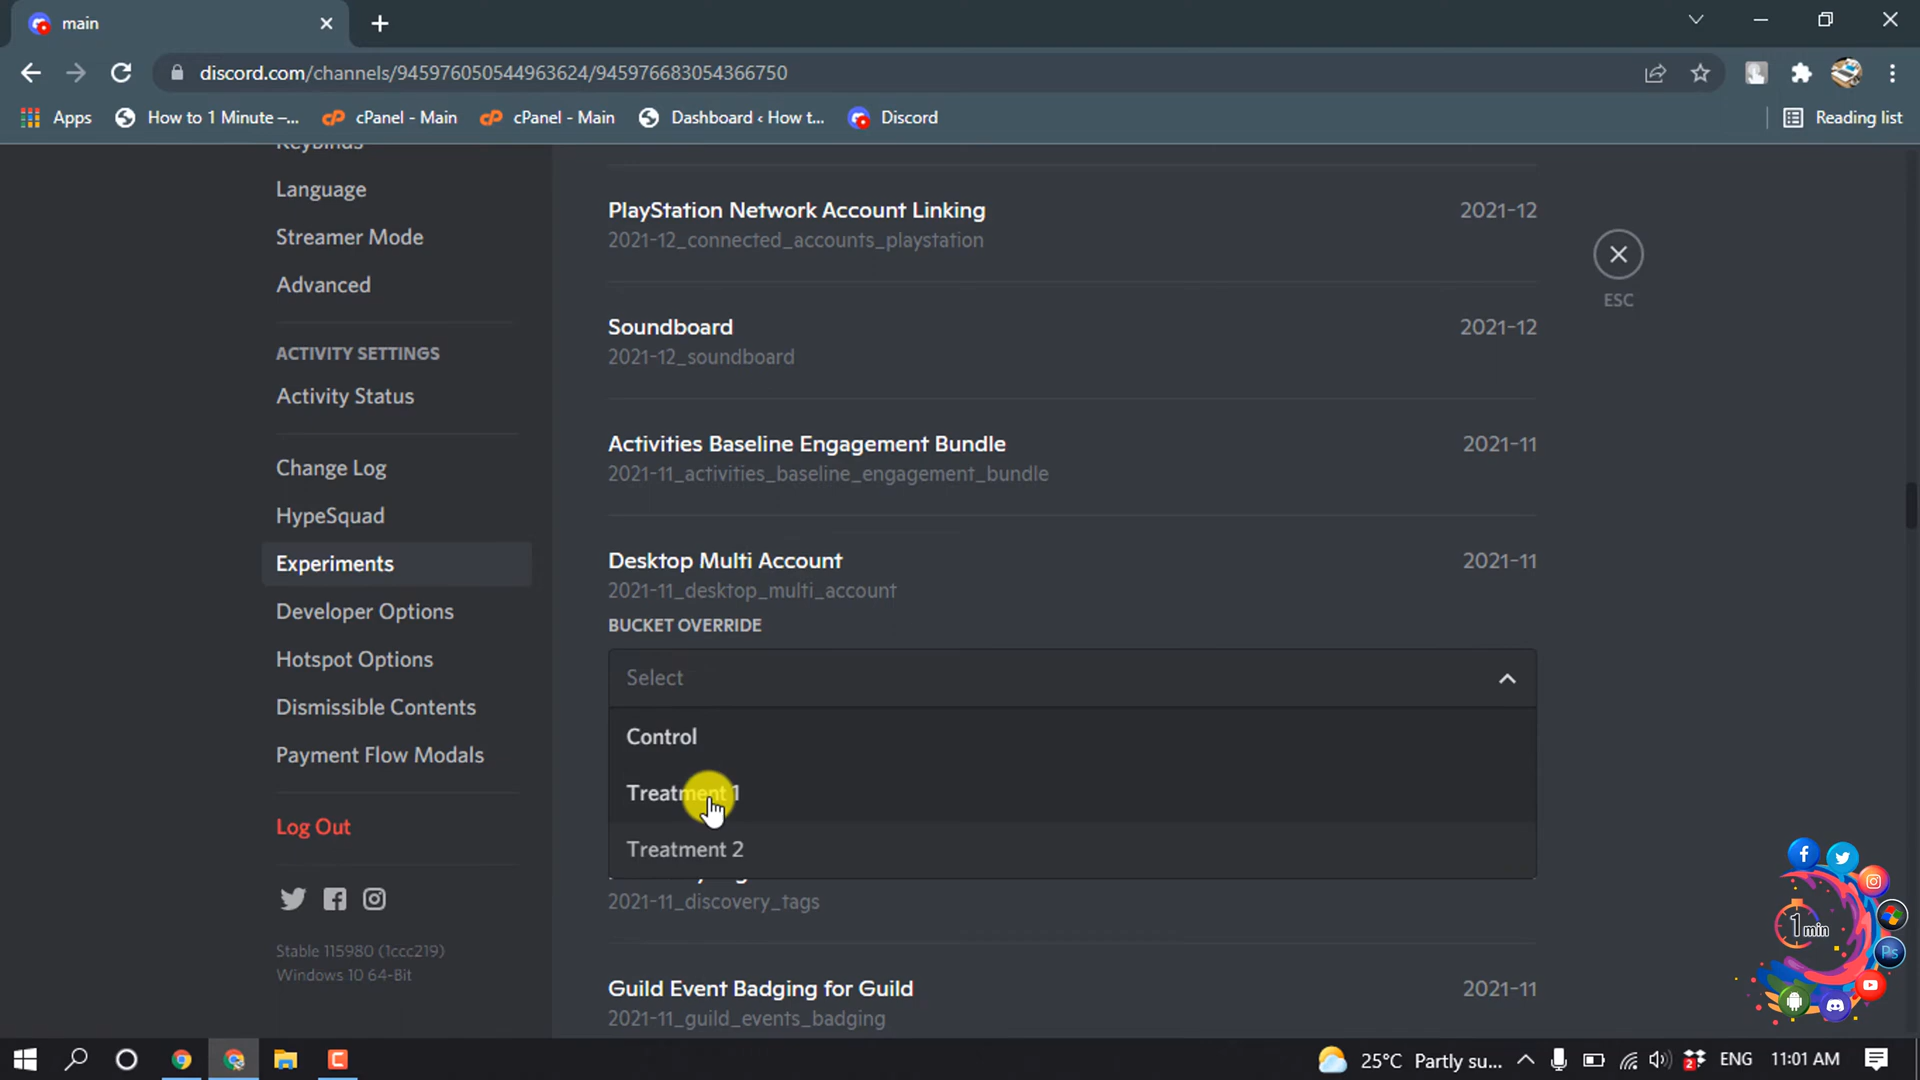 main
discord.com/channels/945976050544963624/945976683054366750
Apps
How to 1 Minute –...
cPanel - Main
cPanel - Main
Dashboard ‹ How t...
Discord
Reading list
Keybinds
Language
Streamer Mode
Advanced
ACTIVITY SETTINGS
Activity Status
Change Log
HypeSquad
Experiments
Developer Options
Hotspot Options
Dismissible Contents
Payment Flow Modals
Log Out
Stable 115980 (1ccc219)
Windows 10 64-Bit
PlayStation Network Account Linking 2021-12
2021-12_connected_accounts_playstation
Soundboard 2021-12
2021-12_soundboard
Activities Baseline Engagement Bundle 2021-11
2021-11_activities_baseline_engagement_bundle
Desktop Multi Account 2021-11
2021-11_desktop_multi_account
BUCKET OVERRIDE
Select
Control
Treatment 1
Treatment 2
2021-11_discovery_tags
Guild Event Badging for Guild 2021-11
2021-11_guild_events_badging
ESC
1 min
Ps
25°C Partly su...
2
ENG
11:01 AM